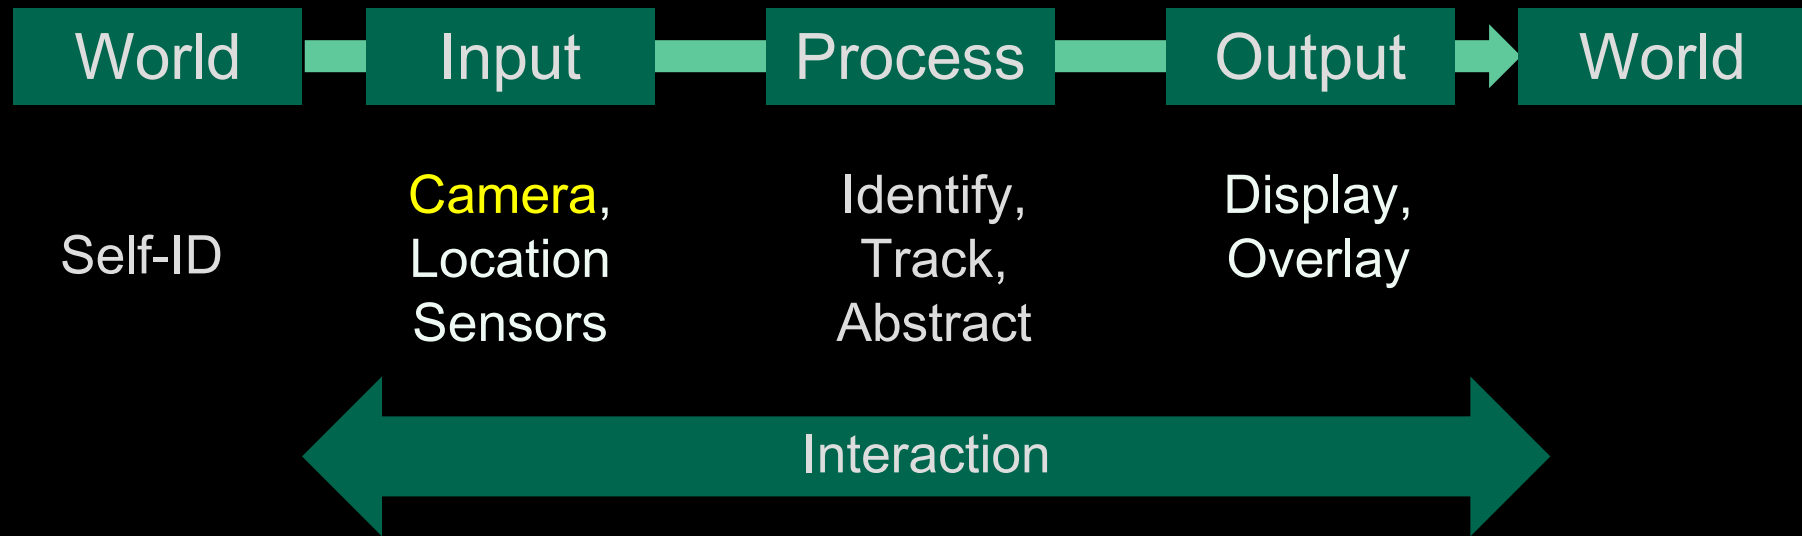 World
Input
Process
Output
World
Self-ID
Camera,
Location
Sensors
Identify,
Track,
Abstract
Display,
Overlay
Interaction